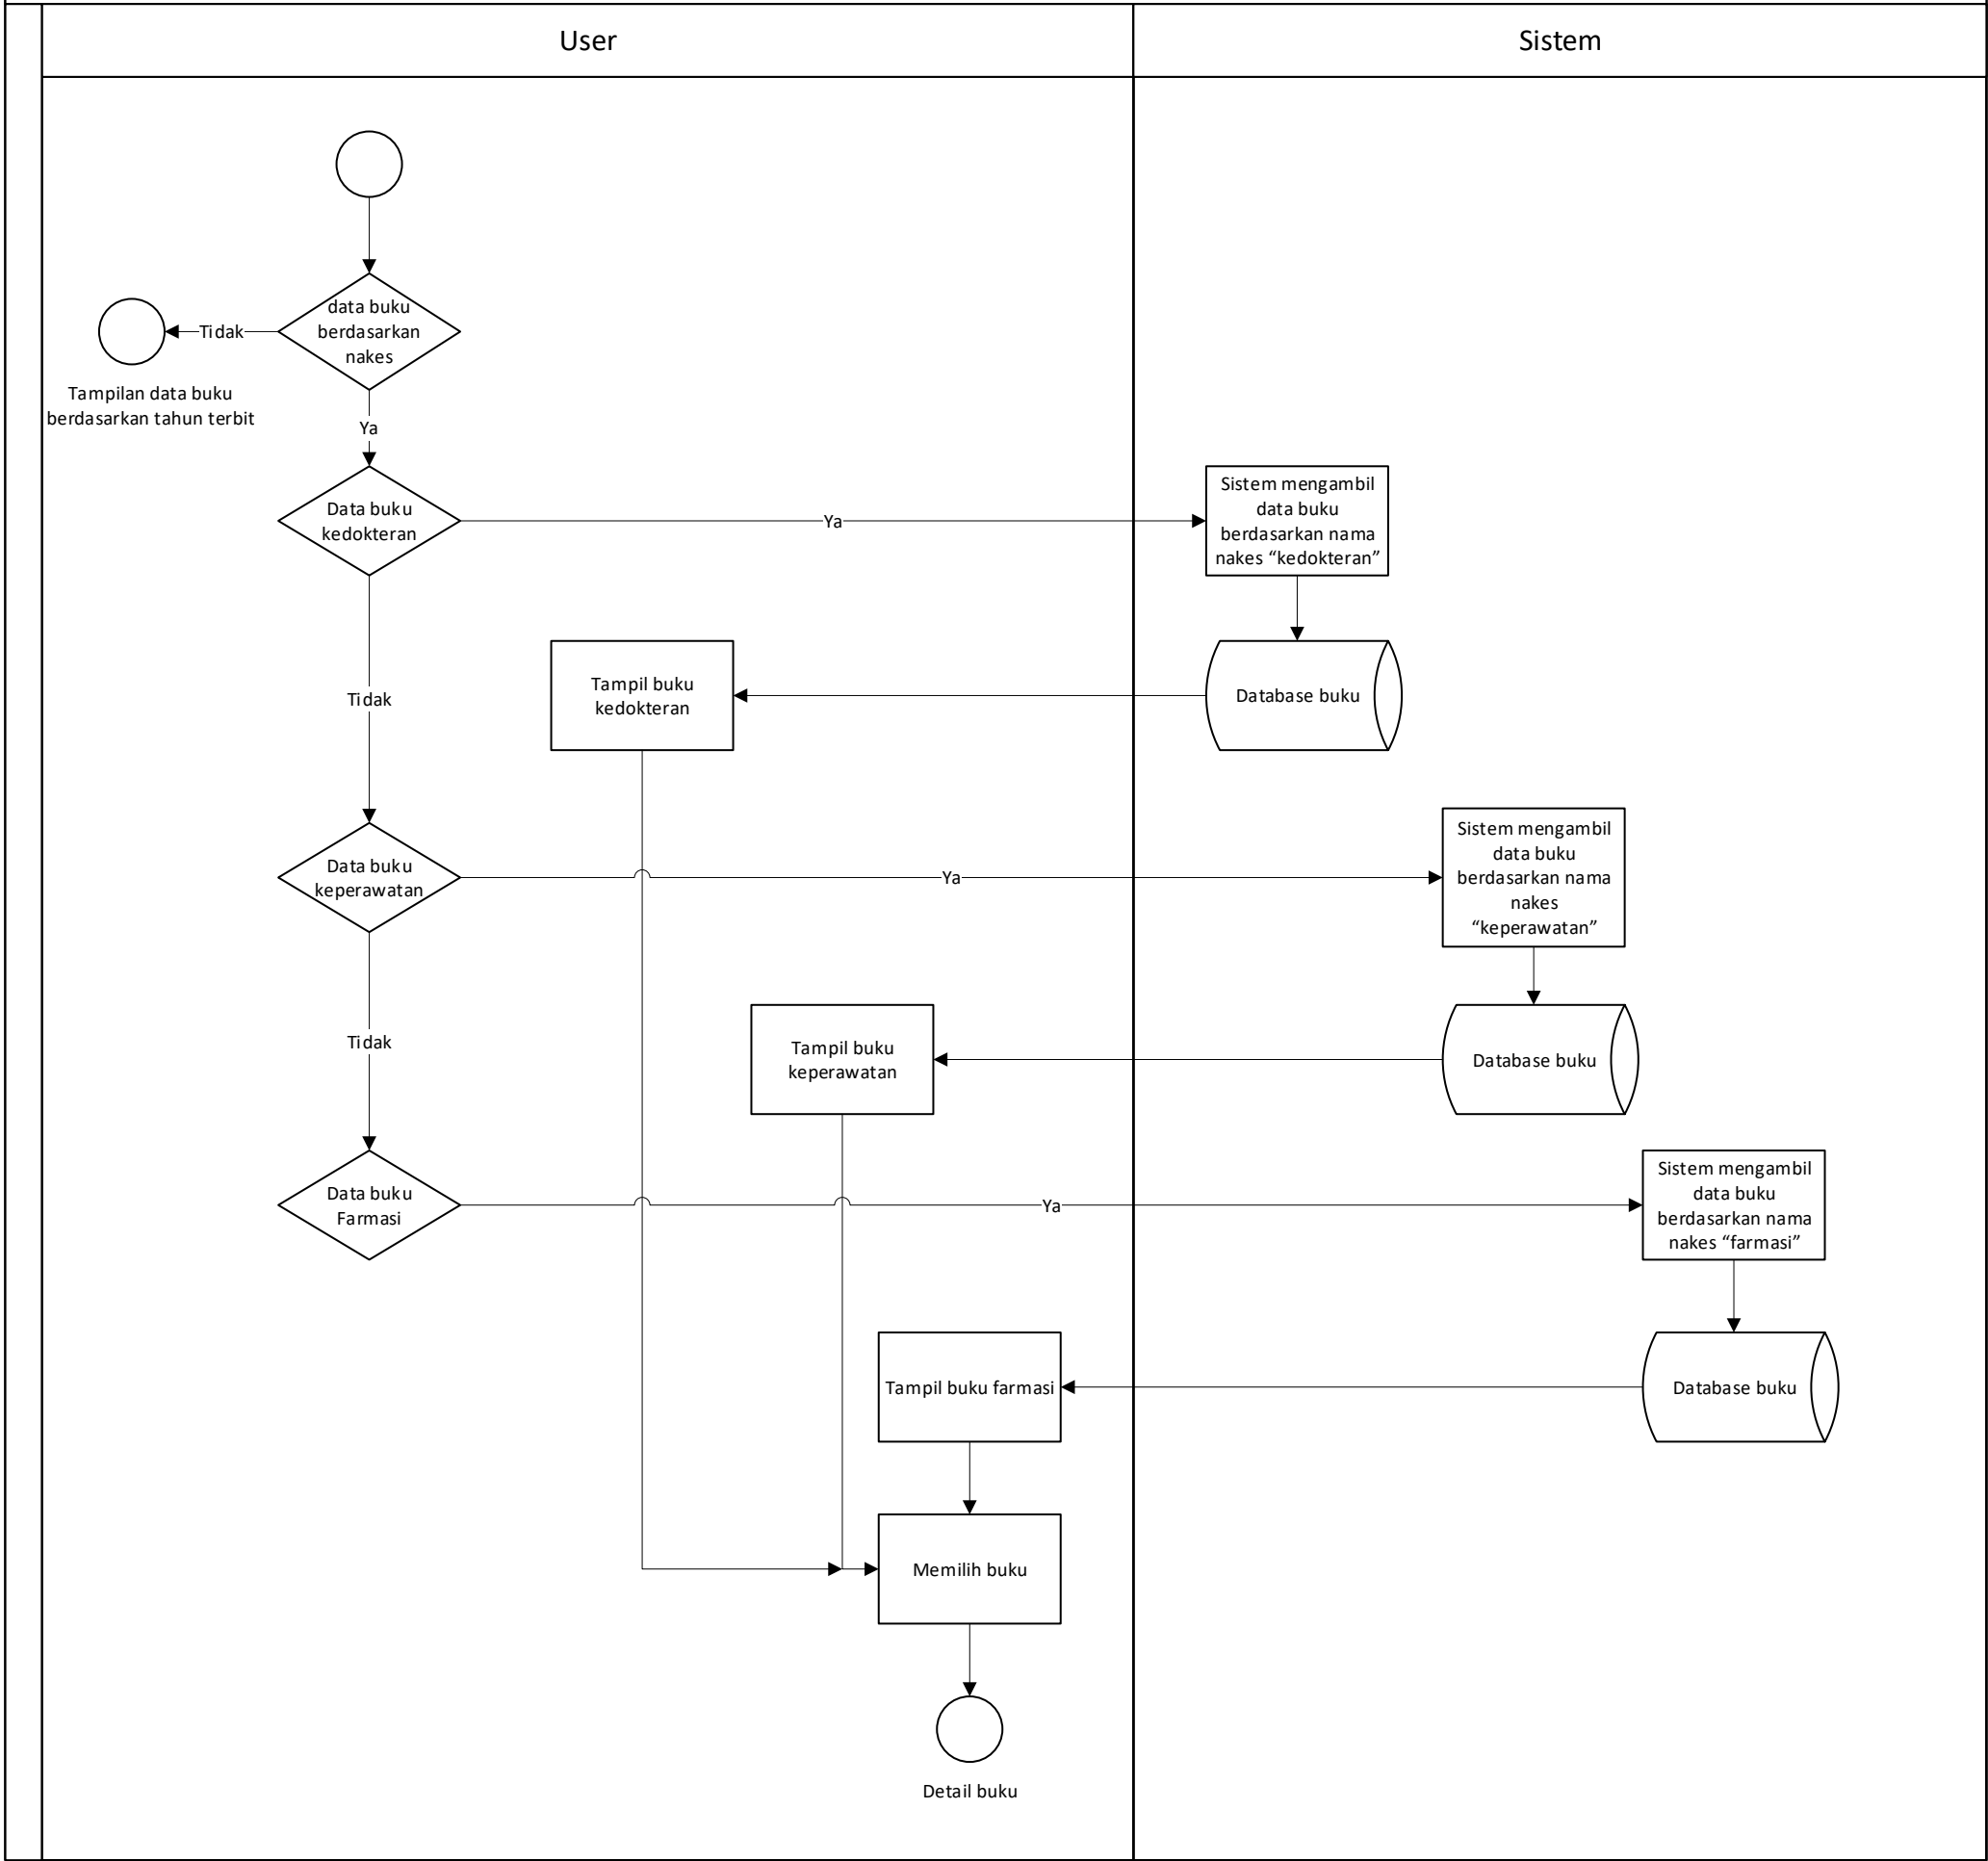 User
Sistem
data buku
berdasarkan
nakes
Tidak
Tampilan data buku
berdasarkan tahun terbit
Ya
Data buku
kedokteran
Ya
Sistem mengambil
data buku
berdasarkan nama
nakes “kedokteran”
Tidak
Tampil buku
kedokteran
Database buku
Data buku
keperawatan
Ya
Sistem mengambil
data buku
berdasarkan nama
nakes
“keperawatan”
Tidak
Tampil buku
keperawatan
Database buku
Data buku
Farmasi
Ya
Sistem mengambil
data buku
berdasarkan nama
nakes “farmasi”
Tampil buku farmasi
Database buku
Memilih buku
Detail buku